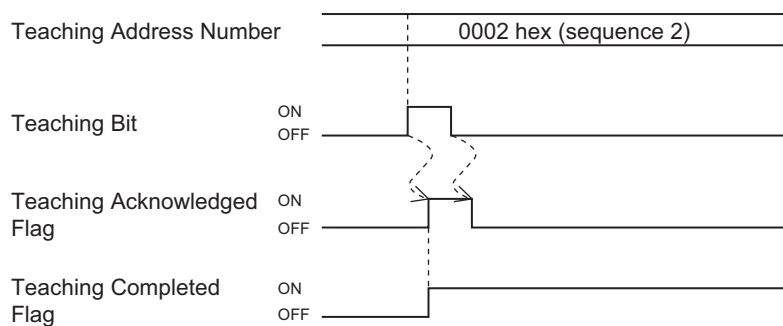 Teaching Address Number
0002 hex (sequence 2)
Teaching Bit
ON
OFF
Teaching Acknowledged
Flag
ON
OFF
Teaching Completed
Flag
ON
OFF